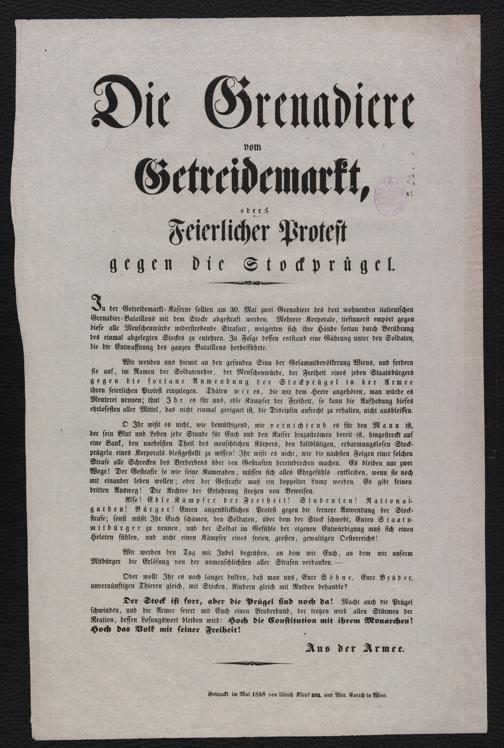 Die Grenadiere
vom
Getreidemarkt,
oder:
Feierlicher Protest
gegen die Stockprügel.
In der Getreidemarkt-Kaserne sollten am 30. Mai zwei Grenadiere des dort wohnenden italienischen
Grenadier-Bataillons mit dem Stocke abgestraft werden. Mehrere Korporale, tiefinnerst empört gegen
diese alle Menschenwürde widerstrebende Strafart, weigerten sich ihre Hände fortan durch Berührung
des einmal abgelegten Stockes zu entehren. In Folge dessen entstand eine Gährung unter den Soldaten,
die die Entwaffnung des ganzen Bataillons herbeiführte.
Wir wenden uns hiemit an den gesunden Sinn der Gesammtbevölkerung Wiens, und fordern
sie auf, im Namen der Soldatenehre, der Menschenwürde, der Freiheit eines jeden Staatsbürgers
gegen die fortane Anwendung der Stockprügel in der Armee
ihren feierlichen Protest einzulegen. Thäten wir es, die wir dem Heere angehören, man würde es
Meuterei nennen; thut Ihr es für uns, edle Kämpfer der Freiheit, so kann die Aufhebung dieses
ehrlosesten aller Mittel, das nicht einmal geeignet ist, die Disciplin aufrecht zu erhalten, nicht ausbleiben.
O Ihr wißt es nicht, wie demüthigend, wie vernichtend es für den Mann ist,
der sein Blut und Leben jede Stunde für Euch und den Kaiser hinzuströmen bereit ist, hingestreckt auf
eine Bank, den unedelsten Theil des menschlichen Körpers, den kaltblütigen, erbarmungslosen Stock-
prügeln eines Korporals bloßgestellt zu wissen! Ihr wißt es nicht, wie die nächsten Folgen einer solchen
Strafe alle Schrecken des Verderbens über den Gestraften hereinbrechen machen. Es bleiben nur zwei
Wege! Der Gestrafte so wie seine Kameraden, müssen sich alles Ehrgefühls entkleiden, wenn sie noch
mit einander leben wollen; oder der Gestrafte muß ein doppelter Lump werden. Es gibt keinen
dritten Ausweg! Die Archive der Erfahrung strotzen von Beweisen.
Also! Edle Kämpfer der Freiheit! Studenten! National-
garden! Bürger! Euren augenblicklichen Protest gegen die fernere Anwendung der Stock-
strafe; sonst müßt Ihr Euch schämen, den Soldaten, über dem der Stock schwebt, Euren Staats-
mitbürger zu nennen, und der Soldat im Gefühle der eigenen Entwürdigung muß sich einen
Heloten fühlen, und nicht einen Kämpfer eines freien, großen, gewaltigen Oesterreichs!
Wir werden den Tag mit Jubel begrüßen, an dem wir Euch, an dem wir unserm
Mitbürger die Erlösung von der unmenschlichsten aller Strafen verdanken. —
Oder wollt Ihr es noch länger dulden, daß man uns, Eure Söhne, Eure Brüder,
unvernünftigen Thieren gleich, mit Stöcken, Kindern gleich mit Ruthen behandle?
Der Stock ist fort, aber die Prügel sind noch da! Macht auch die Prügel
schwinden, und die Armee feiert mit Euch einen Bruderbund, der trotzen wird allen Stürmen der
Reaktion, dessen Losungswort bleiben wird: Hoch die Constitution mit ihrem Monarchen!
Hoch das Volk mit seiner Freiheit!
Aus der Armee.
Gedruckt im Mai 1848 von Ulrich Klopf sen. und Alex. Eurich in Wien.